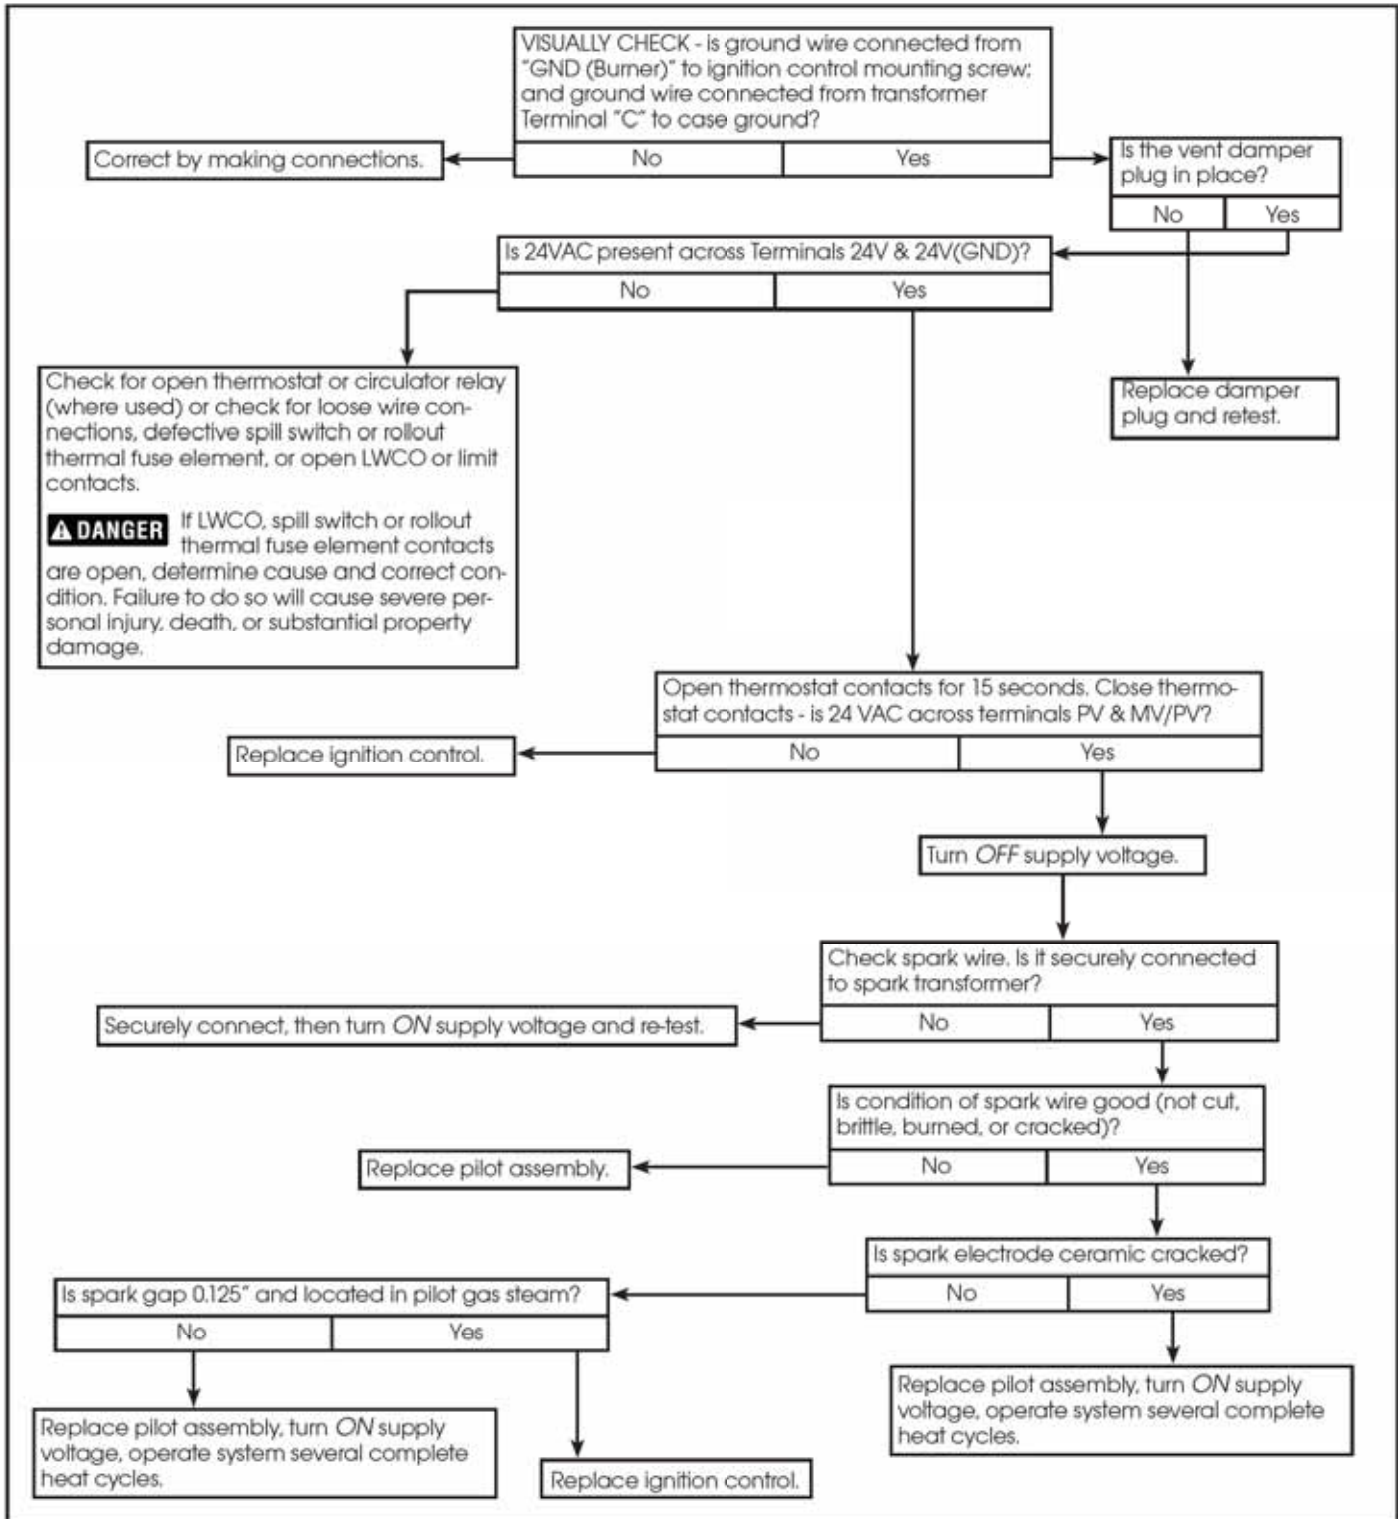 VISUALLY CHECK - is ground wire connected from
"GND (Burner)" to ignition control mounting screw;
and ground wire connected from transformer
Terminal "C" to case ground?
No
Yes
Correct by making connections.
Is the vent damper
plug in place?
No
Yes
Is 24VAC present across Terminals 24V & 24V(GND)?
No
Yes
Replace damper
plug and retest.
Check for open thermostat or circulator relay
(where used) or check for loose wire con-
nections, defective spill switch or rollout
thermal fuse element, or open LWCO or limit
contacts.
DANGER If LWCO, spill switch or rollout
thermal fuse element contacts
are open, determine cause and correct con-
dition. Failure to do so will cause severe per-
sonal injury, death, or substantial property
damage.
Open thermostat contacts for 15 seconds. Close thermo-
stat contacts - is 24 VAC across terminals PV & MV/PV?
No
Yes
Replace ignition control.
Turn OFF supply voltage.
Check spark wire. Is it securely connected
to spark transformer?
No
Yes
Securely connect, then turn ON supply voltage and re-test.
Is condition of spark wire good (not cut,
brittle, burned, or cracked)?
No
Yes
Replace pilot assembly.
Is spark electrode ceramic cracked?
No
Yes
Is spark gap 0.125" and located in pilot gas steam?
No
Yes
Replace pilot assembly, turn ON supply
voltage, operate system several complete
heat cycles.
Replace pilot assembly, turn ON supply
voltage, operate system several complete
heat cycles.
Replace ignition control.